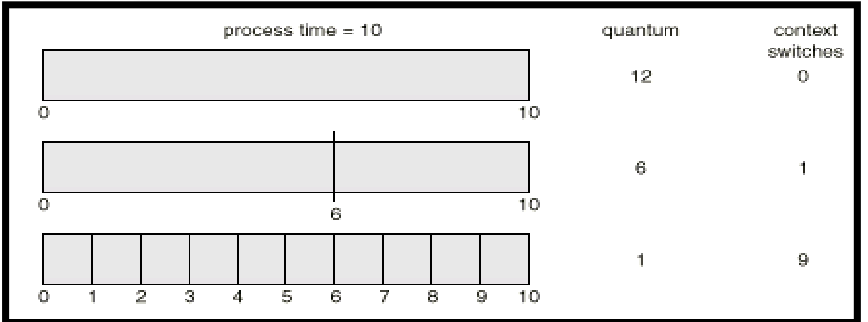 process time = 10 quantum context
switches
12 0
0 10
6 1
0 6 10
1 9
0 1 2 3 4 5 6 7 8 9 10